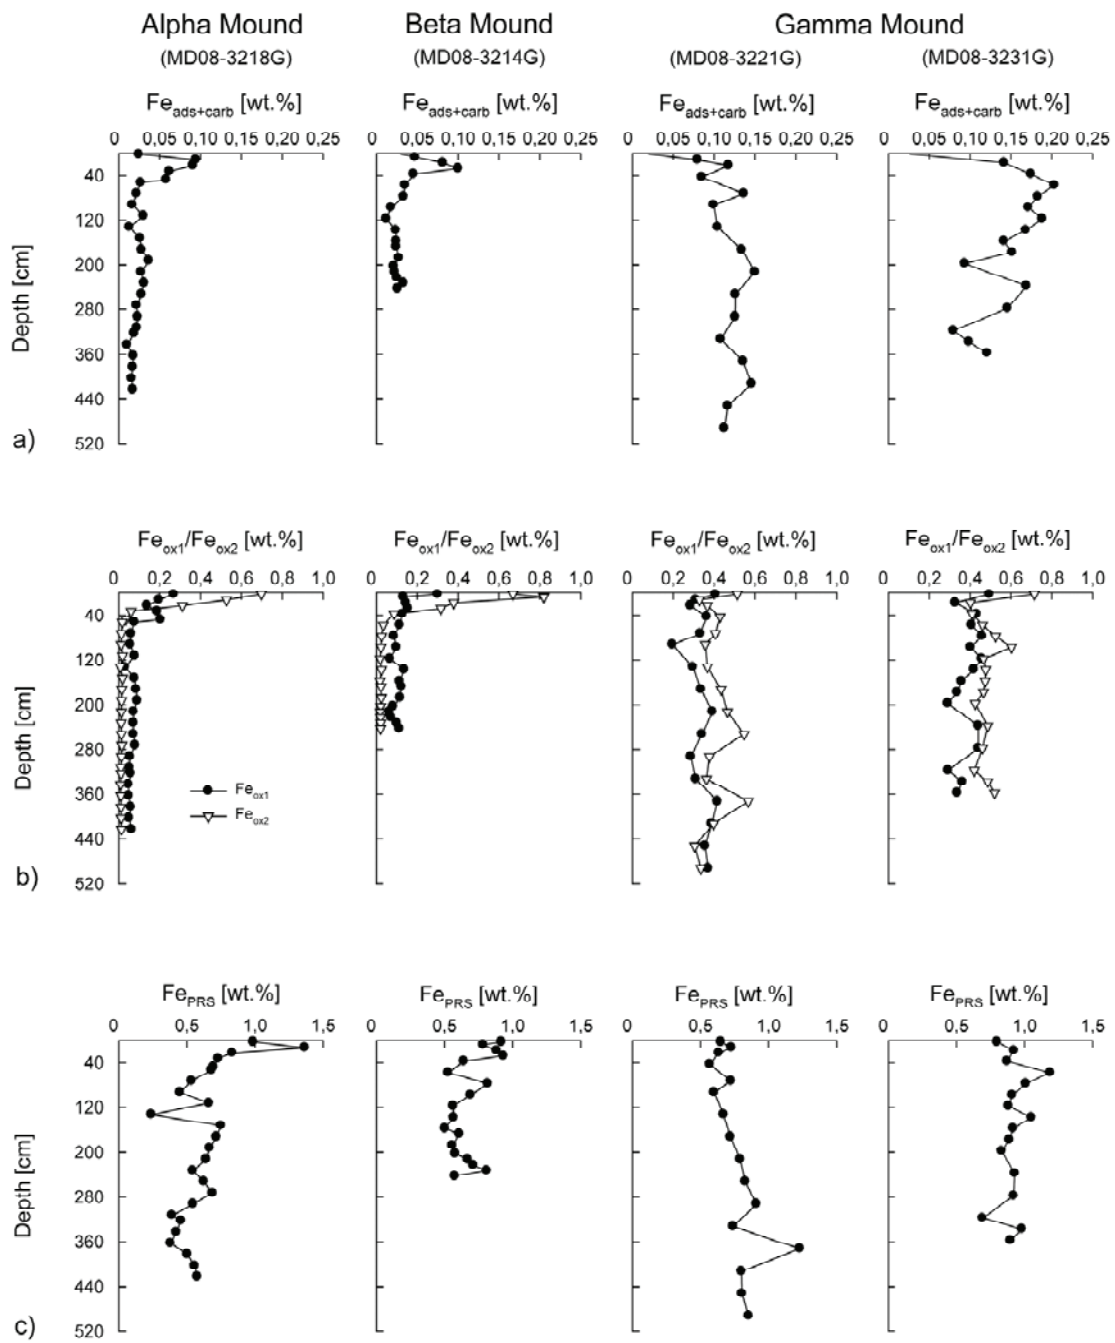 Alpha Mound Beta Mound Gamma Mound
(MD08-3218G) (MD08-3214G) (MD08-3221G) (MD08-3231G)
Fe_ads+carb [wt.%] Fe_ads+carb [wt.%] Fe_ads+carb [wt.%] Fe_ads+carb [wt.%]
0 0,05 0,10 0,15 0,20 0,25 0 0,05 0,10 0,15 0,20 0,25 0 0,05 0,10 0,15 0,20 0,25 0 0,05 0,10 0,15 0,20 0,25
40
120
200
280
360
440
520
Depth [cm]
a)
Fe_ox1/Fe_ox2 [wt.%] Fe_ox1/Fe_ox2 [wt.%] Fe_ox1/Fe_ox2 [wt.%] Fe_ox1/Fe_ox2 [wt.%]
0 0,2 0,4 0,6 0,8 1,0 0 0,2 0,4 0,6 0,8 1,0 0,2 0,4 0,6 0,8 1,0 0 0,2 0,4 0,6 0,8 1,0
0
40
120
200
280
360
440
520
Depth [cm]
Fe_ox1
Fe_ox2
b)
Fe_PRS [wt.%] Fe_PRS [wt.%] Fe_PRS [wt.%] Fe_PRS [wt.%]
0 0,5 1,0 1,5 0 0,5 1,0 1,5 0 0,5 1,0 1,5 0 0,5 1,0 1,5
0
40
120
200
280
360
440
520
Depth [cm]
c)